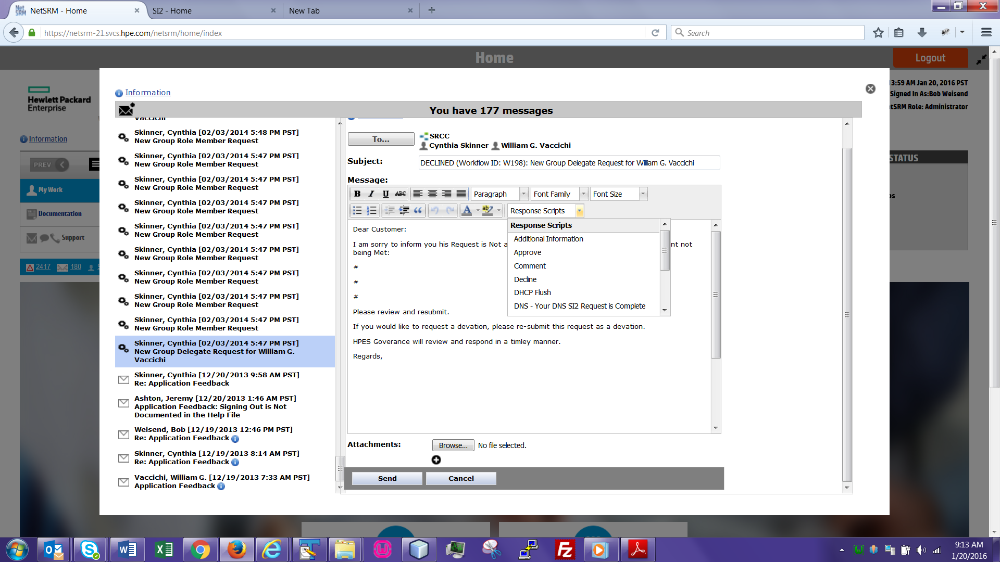 NetSRM - Home
SI2 - Home
New Tab
https://netsrm-21.svcs.hpe.com/netsrm/home/index
Search
Home
Logout
Hewlett Packard
Enterprise
3:59 AM Jan 20, 2016 PST
Signed In As:Bob Weisend
tSRM Role: Administrator
Information
PREV
My Work
Documentation
Support
2417 180
STATUS
Information
You have 177 messages
Vaccichi
Skinner, Cynthia [02/03/2014 5:48 PM PST]
New Group Role Member Request
Skinner, Cynthia [02/03/2014 5:47 PM PST]
New Group Role Member Request
Skinner, Cynthia [02/03/2014 5:47 PM PST]
New Group Role Member Request
Skinner, Cynthia [02/03/2014 5:47 PM PST]
New Group Role Member Request
Skinner, Cynthia [02/03/2014 5:47 PM PST]
New Group Role Member Request
Skinner, Cynthia [02/03/2014 5:47 PM PST]
New Group Role Member Request
Skinner, Cynthia [02/03/2014 5:47 PM PST]
New Group Role Member Request
Skinner, Cynthia [02/03/2014 5:47 PM PST]
New Group Role Member Request
Skinner, Cynthia [02/03/2014 5:47 PM PST]
New Group Role Member Request
Skinner, Cynthia [02/03/2014 5:47 PM PST]
New Group Delegate Request for William G.
Vaccichi
Skinner, Cynthia [12/20/2013 9:58 AM PST]
Re: Application Feedback
Ashton, Jeremy [12/20/2013 1:46 AM PST]
Application Feedback: Signing Out is Not
Documented in the Help File
Weisend, Bob [12/19/2013 12:46 PM PST]
Re: Application Feedback
Skinner, Cynthia [12/19/2013 8:14 AM PST]
Re: Application Feedback
Vaccichi, William G. [12/19/2013 7:33 AM PST]
Application Feedback
To...
SRCC
Cynthia Skinner William G. Vaccichi
Subject:
DECLINED (Workflow ID: W198): New Group Delegate Request for William G. Vaccichi
Message:
B I U ABC Paragraph Font Family Font Size
Response Scripts
Response Scripts
Additional Information
Approve
Comment
Decline
DHCP Flush
DNS - Your DNS SI2 Request is Complete
Dear Customer:
I am sorry to inform you his Request is Not a nt not
being Met:
#
#
#
Please review and resubmit.
If you would like to request a devation, please re-submit this request as a devation.
HPES Goverance will review and respond in a timley manner.
Regards,
Attachments:
Browse... No file selected.
Send Cancel
9:13 AM
1/20/2016